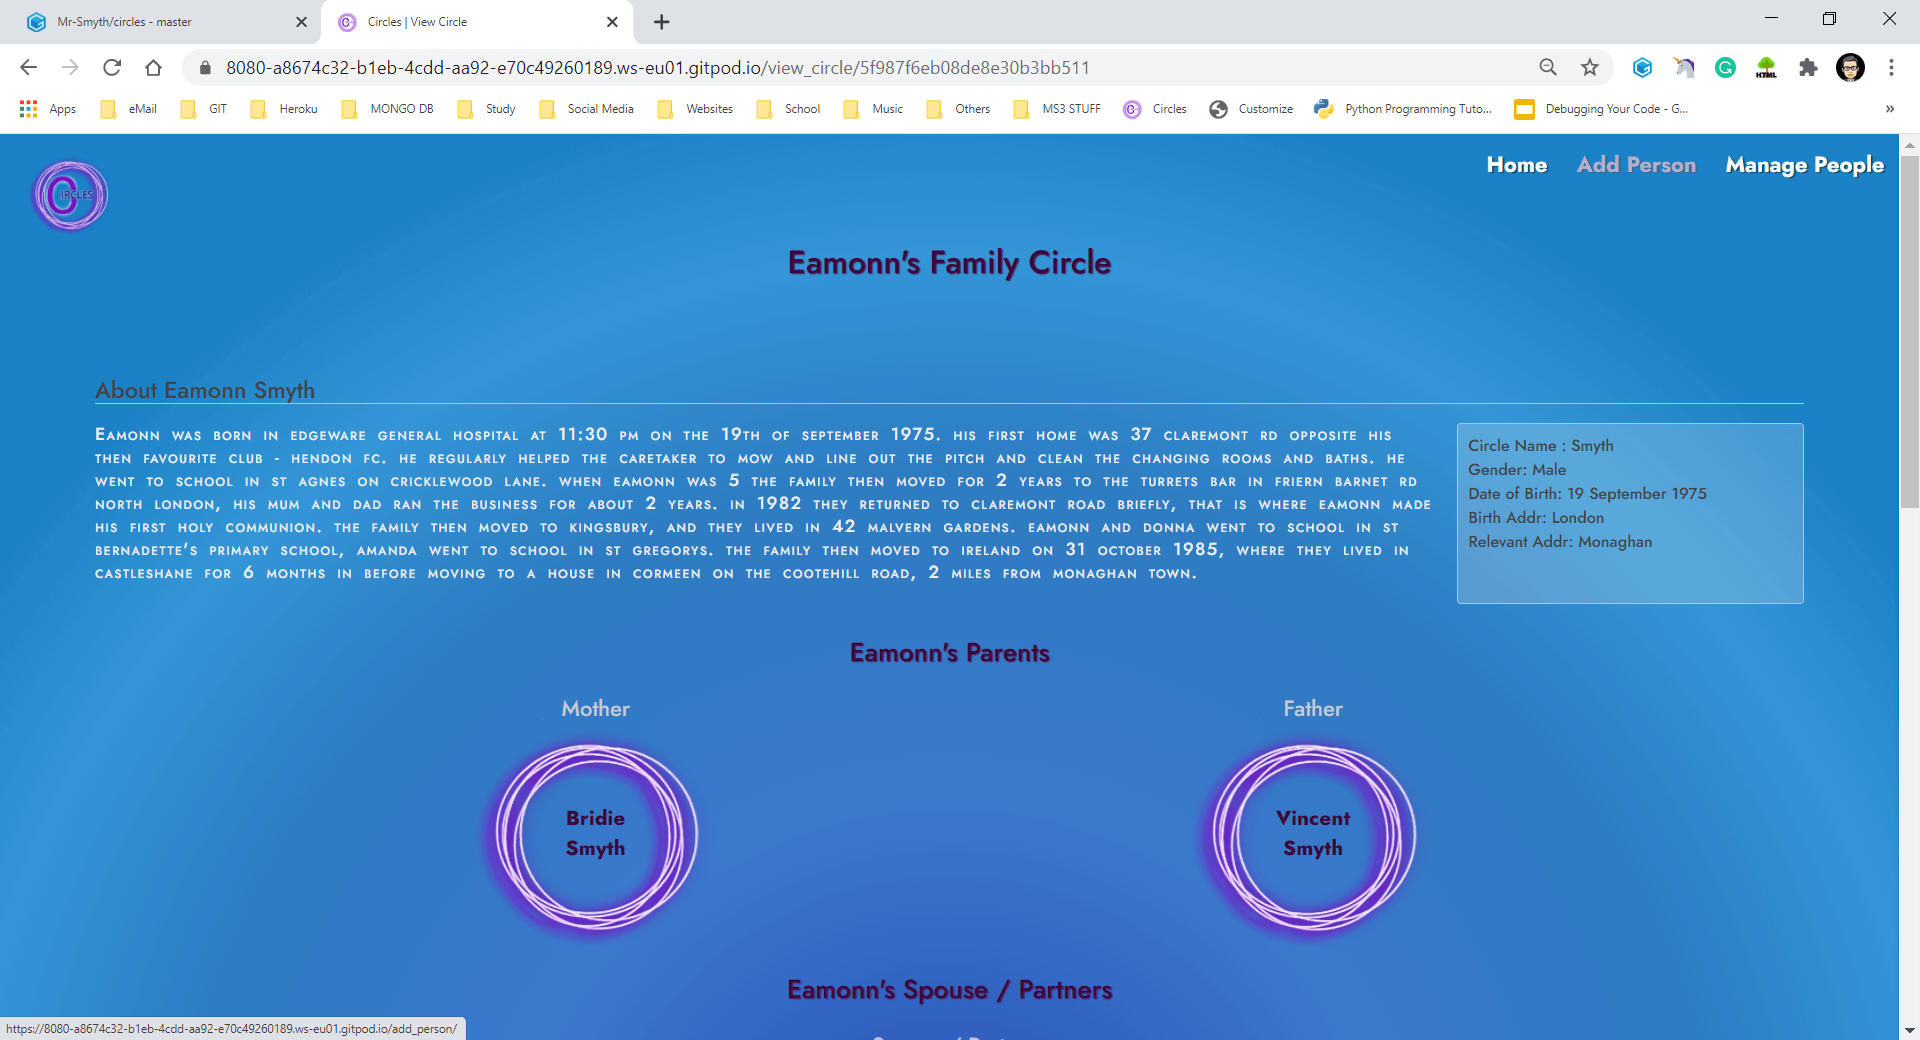 Mr-Smyth/circles - master
Circles | View Circle
8080-a8674c32-b1eb-4cdd-aa92-e70c49260189.ws-eu01.gitpod.io/view_circle/5f987f6eb08de8e30b3bb511
HTML
Apps eMail GIT Heroku MONGO DB Study Social Media Websites School Music Others MS3 STUFF Circles Customize Python Programming Tuto... Debugging Your Code - G... »
Home Add Person Manage People
CIRCLES
Eamonn's Family Circle
About Eamonn Smyth
Eamonn was born in edgeware general hospital at 11:30 pm on the 19th of september 1975. his first home was 37 claremont rd opposite his
then favourite club - hendon fc. he regularly helped the caretaker to mow and line out the pitch and clean the changing rooms and baths. he
went to school in st agnes on cricklewood lane. when eamonn was 5 the family then moved for 2 years to the turrets bar in friern barnet rd
north london, his mum and dad ran the business for about 2 years. in 1982 they returned to claremont road briefly, that is where eamonn made
his first holy communion. the family then moved to kingsbury, and they lived in 42 malvern gardens. eamonn and donna went to school in st
bernadette's primary school, amanda went to school in st gregorys. the family then moved to ireland on 31 october 1985, where they lived in
castleshane for 6 months in before moving to a house in cormeen on the cootehill road, 2 miles from monaghan town.
Circle Name : Smyth
Gender: Male
Date of Birth: 19 September 1975
Birth Addr: London
Relevant Addr: Monaghan
Eamonn's Parents
Mother
Father
Bridie
Smyth
Vincent
Smyth
Eamonn's Spouse / Partners
https://8080-a8674c32-b1eb-4cdd-aa92-e70c49260189.ws-eu01.gitpod.io/add_person/